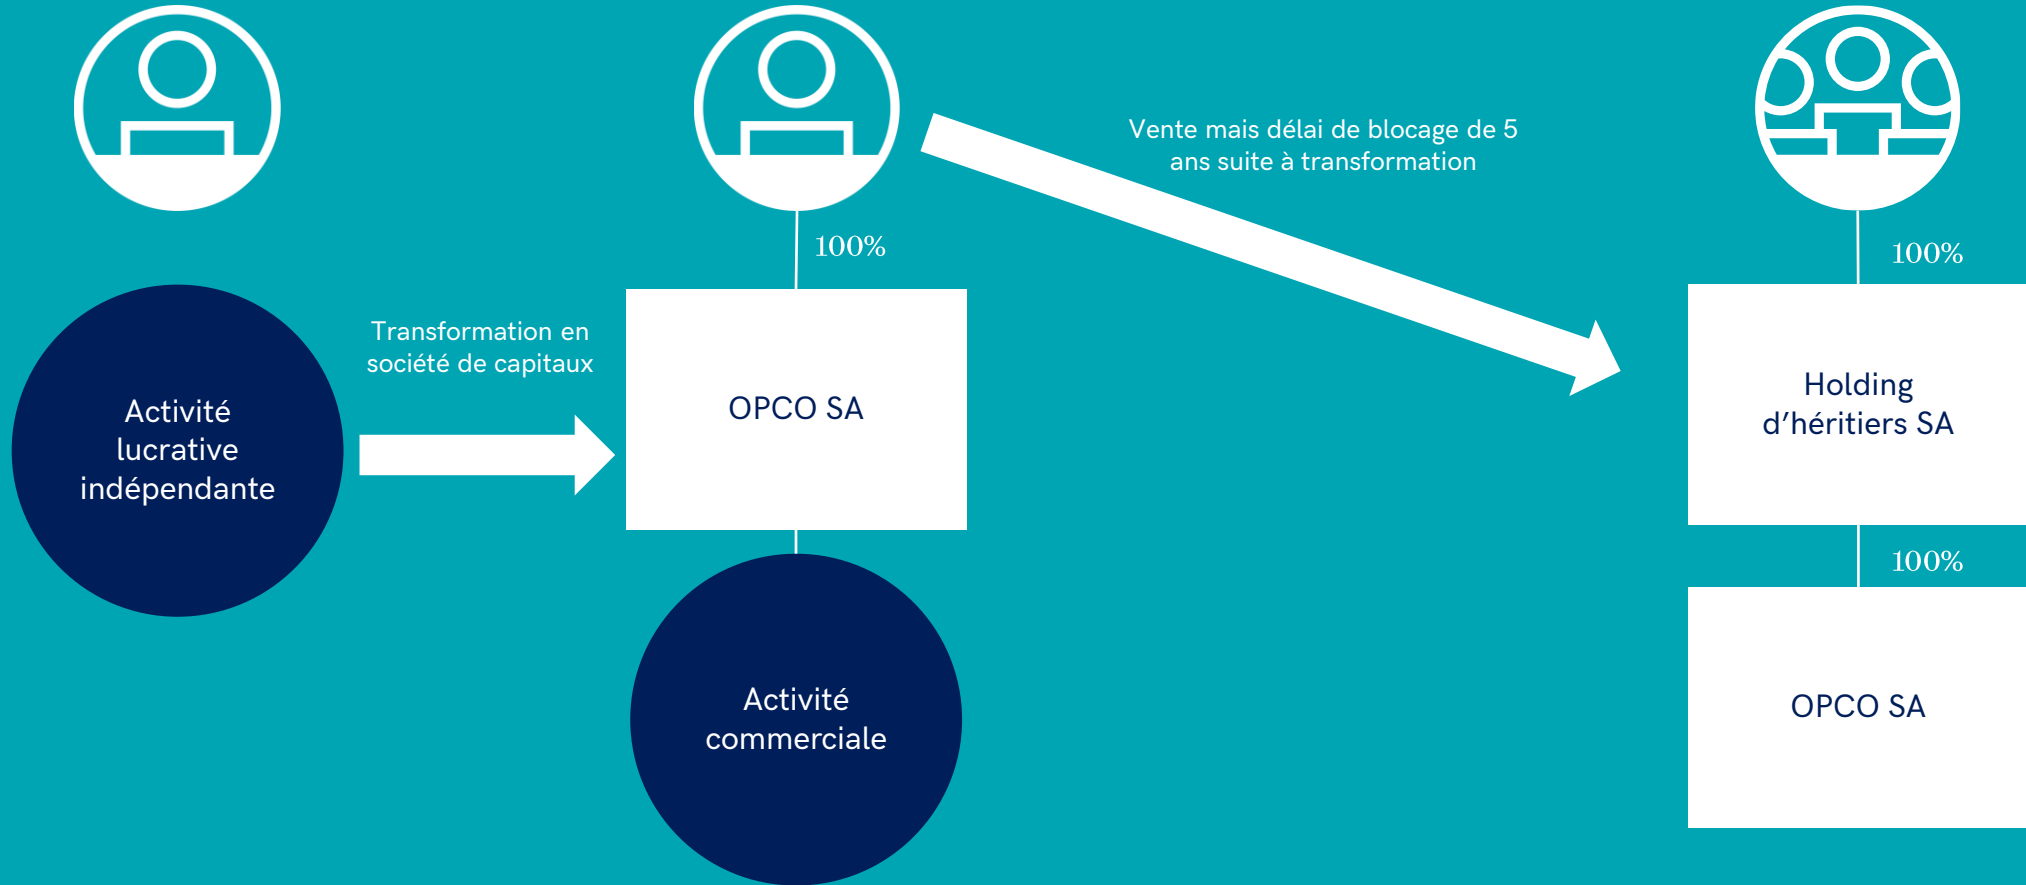 Activité
lucrative
indépendante
Transformation en
société de capitaux
100%
OPCO SA
Activité
commerciale
Vente mais délai de blocage de 5
ans suite à transformation
100%
Holding
d’héritiers SA
100%
OPCO SA